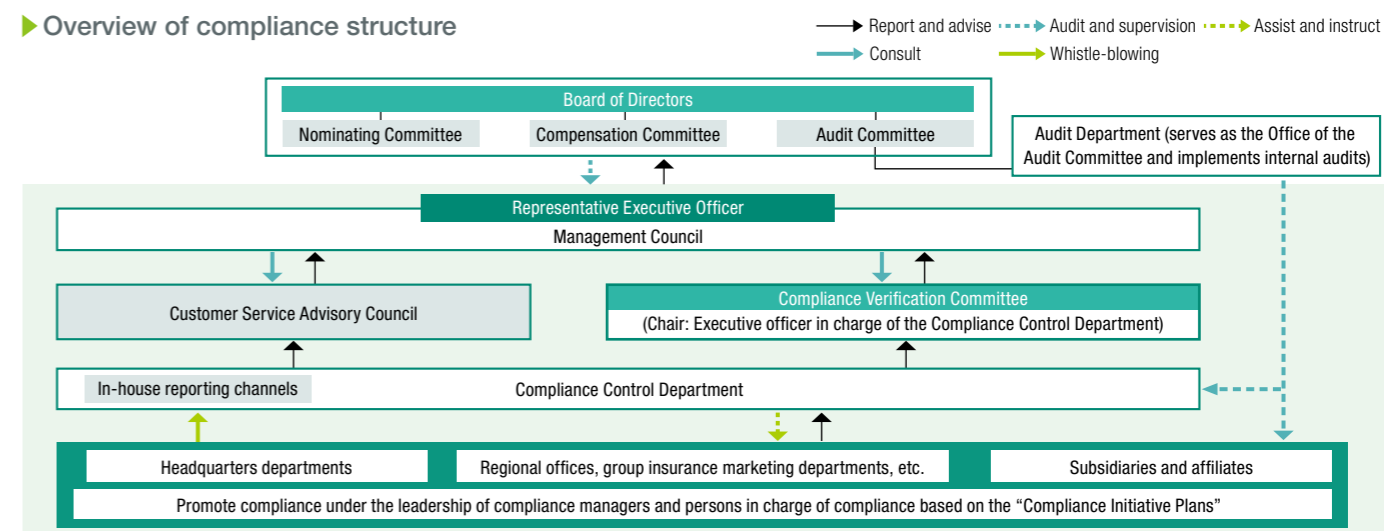 Overview of compliance structure
Report and advise
Audit and supervision
Assist and instruct
Consult
Whistle-blowing
Board of Directors
Nominating Committee
Compensation Committee
Audit Committee
Audit Department (serves as the Office of the
Audit Committee and implements internal audits)
Representative Executive Officer
Management Council
Customer Service Advisory Council
Compliance Verification Committee
(Chair: Executive officer in charge of the Compliance Control Department)
In-house reporting channels
Compliance Control Department
Headquarters departments
Regional offices, group insurance marketing departments, etc.
Subsidiaries and affiliates
Promote compliance under the leadership of compliance managers and persons in charge of compliance based on the “Compliance Initiative Plans”